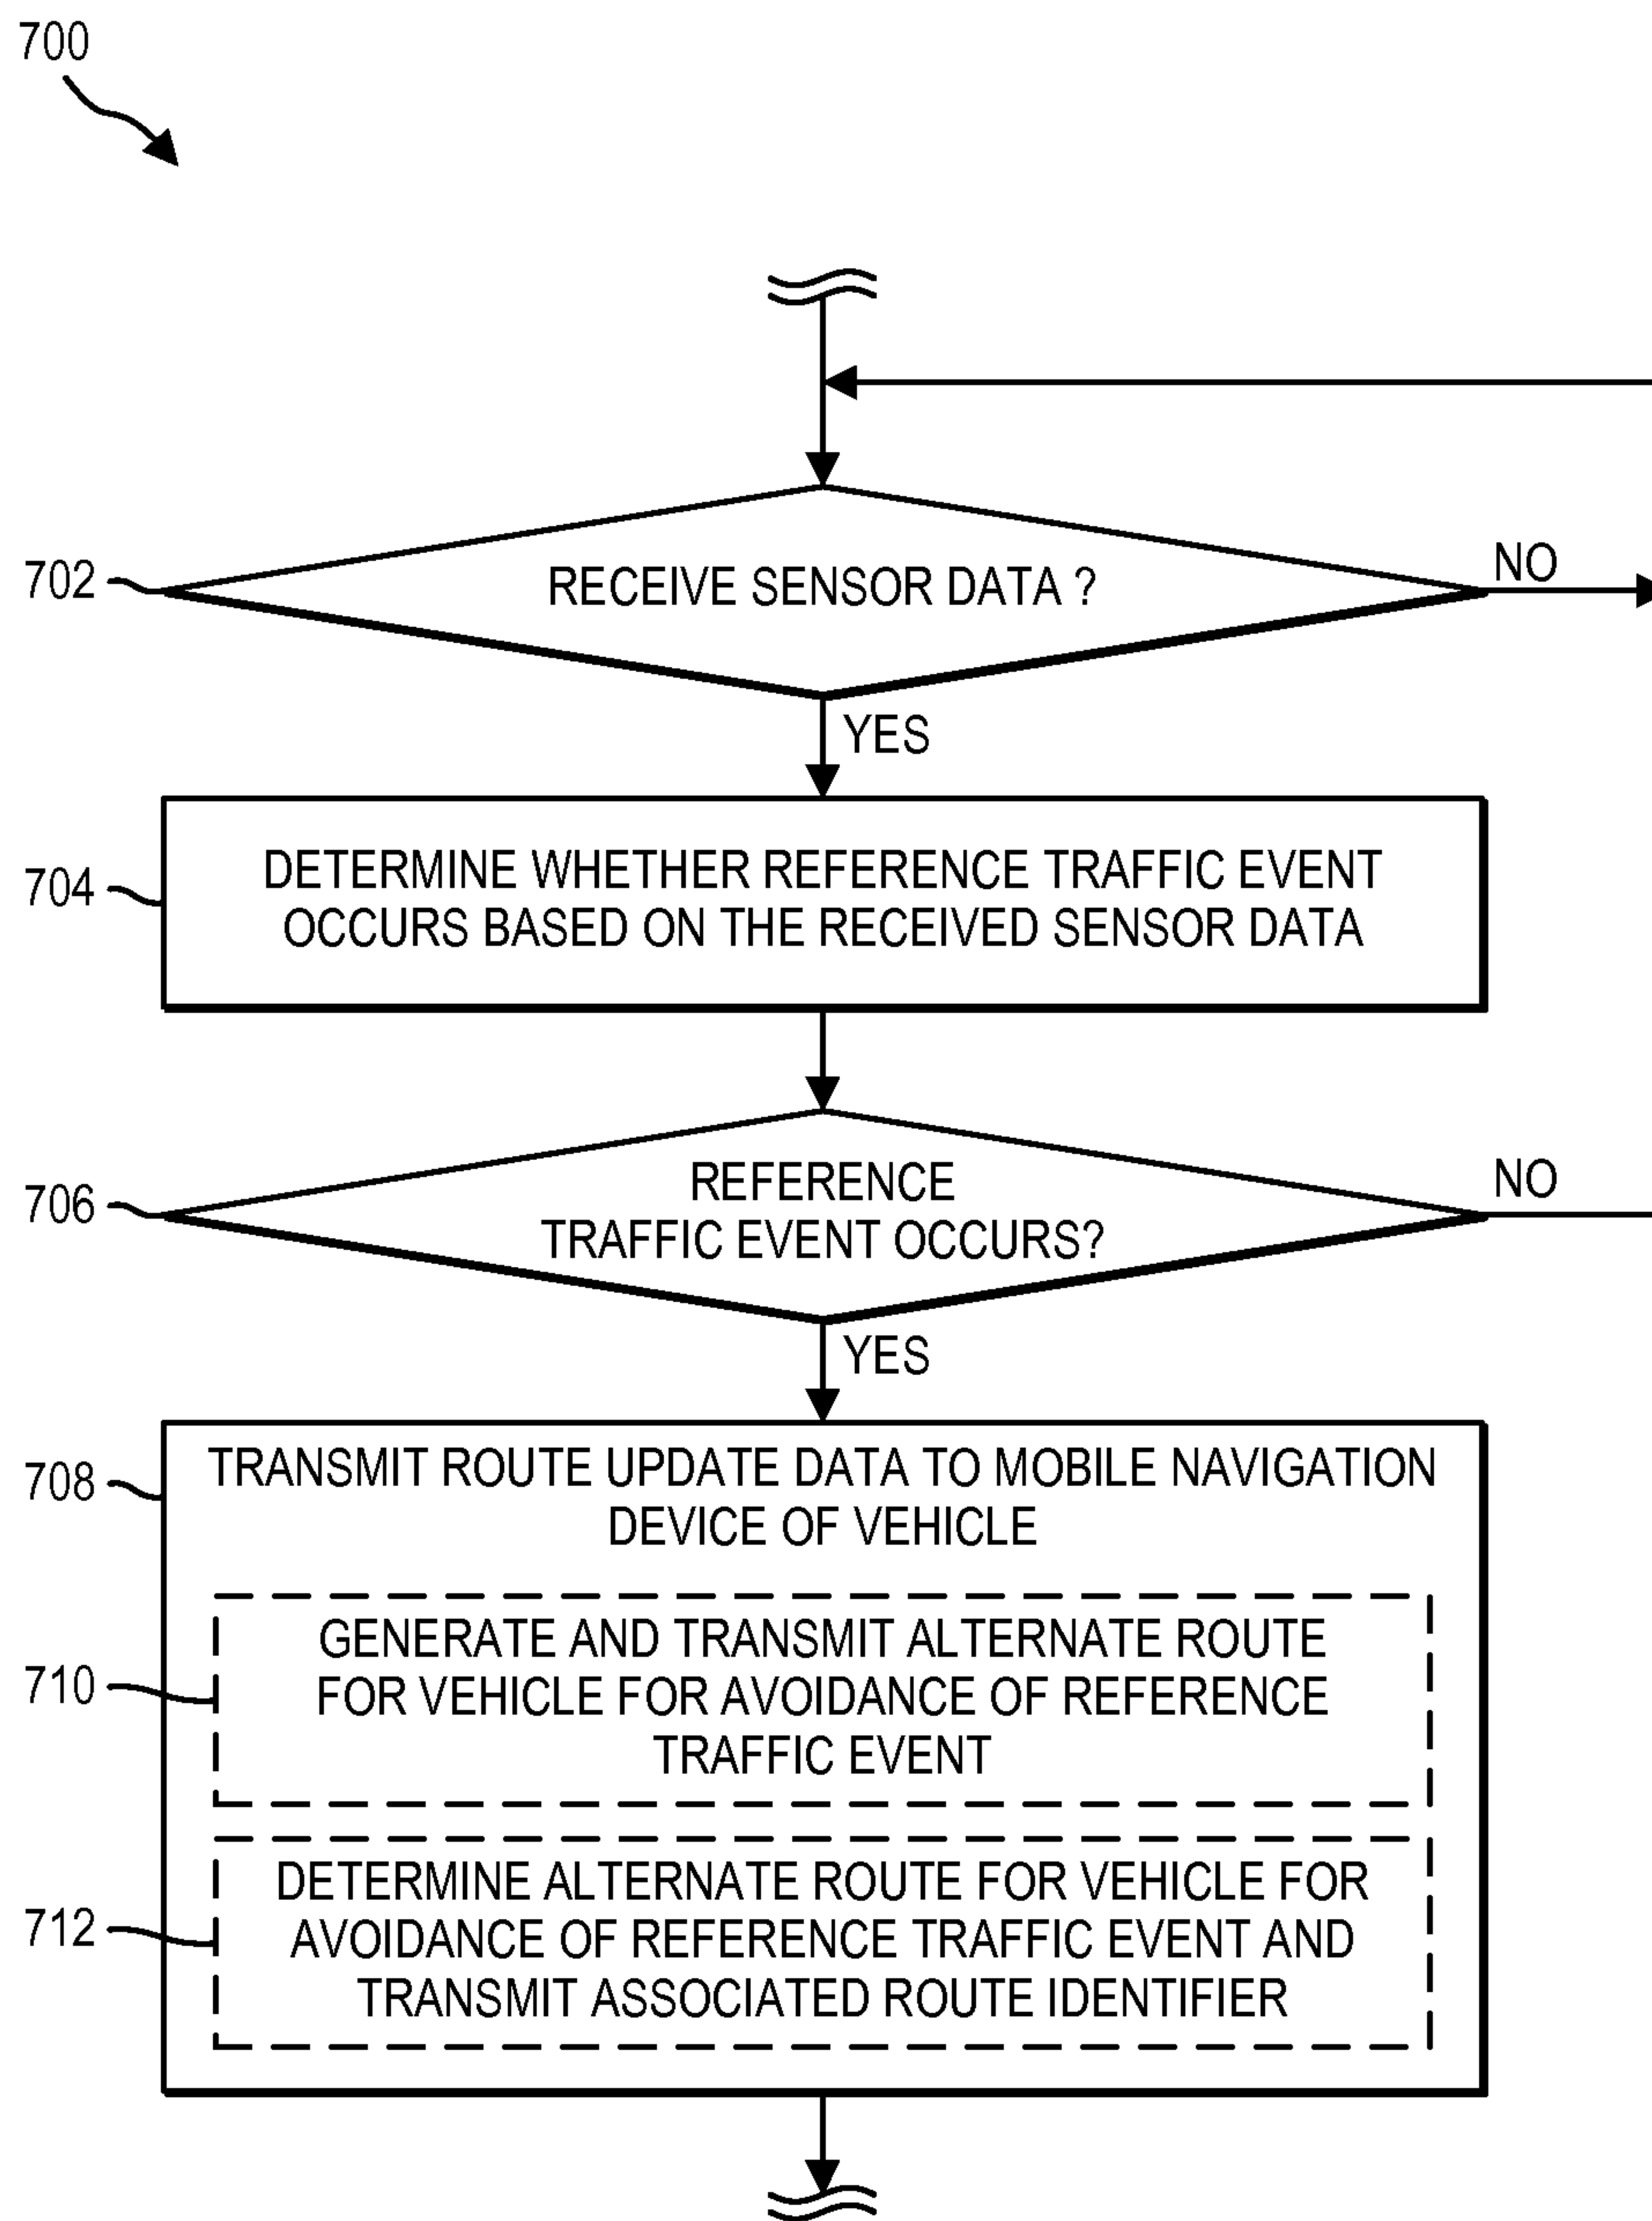 700
702
RECEIVE SENSOR DATA ?
NO
YES
704
DETERMINE WHETHER REFERENCE TRAFFIC EVENT
OCCURS BASED ON THE RECEIVED SENSOR DATA
706
REFERENCE
TRAFFIC EVENT OCCURS?
NO
YES
708
TRANSMIT ROUTE UPDATE DATA TO MOBILE NAVIGATION
DEVICE OF VEHICLE
710
GENERATE AND TRANSMIT ALTERNATE ROUTE
FOR VEHICLE FOR AVOIDANCE OF REFERENCE
TRAFFIC EVENT
712
DETERMINE ALTERNATE ROUTE FOR VEHICLE FOR
AVOIDANCE OF REFERENCE TRAFFIC EVENT AND
TRANSMIT ASSOCIATED ROUTE IDENTIFIER